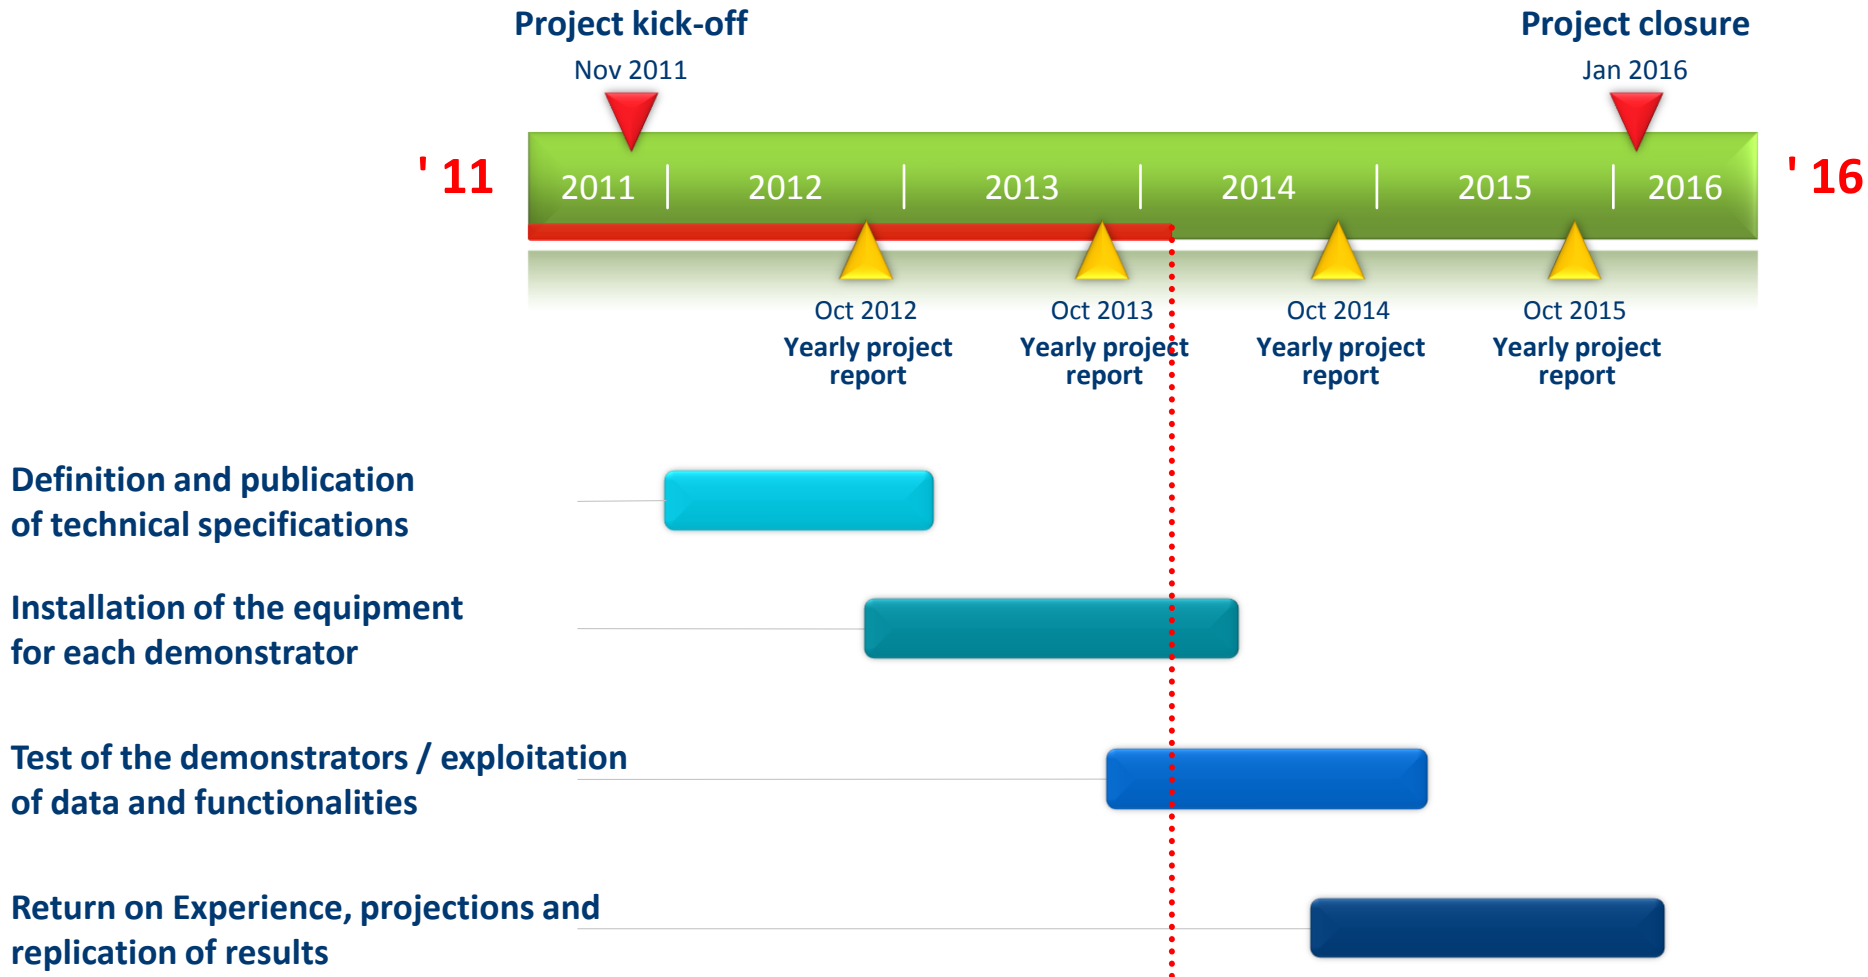 Project kick-off
Nov 2011
Project closure
Jan 2016
' 11
2011
2012
2013
2014
2015
2016
' 16
Oct 2012
Yearly project
report
Oct 2013
Yearly project
report
Oct 2014
Yearly project
report
Oct 2015
Yearly project
report
Definition and publication
of technical specifications
Installation of the equipment
for each demonstrator
Test of the demonstrators / exploitation
of data and functionalities
Return on Experience, projections and
replication of results